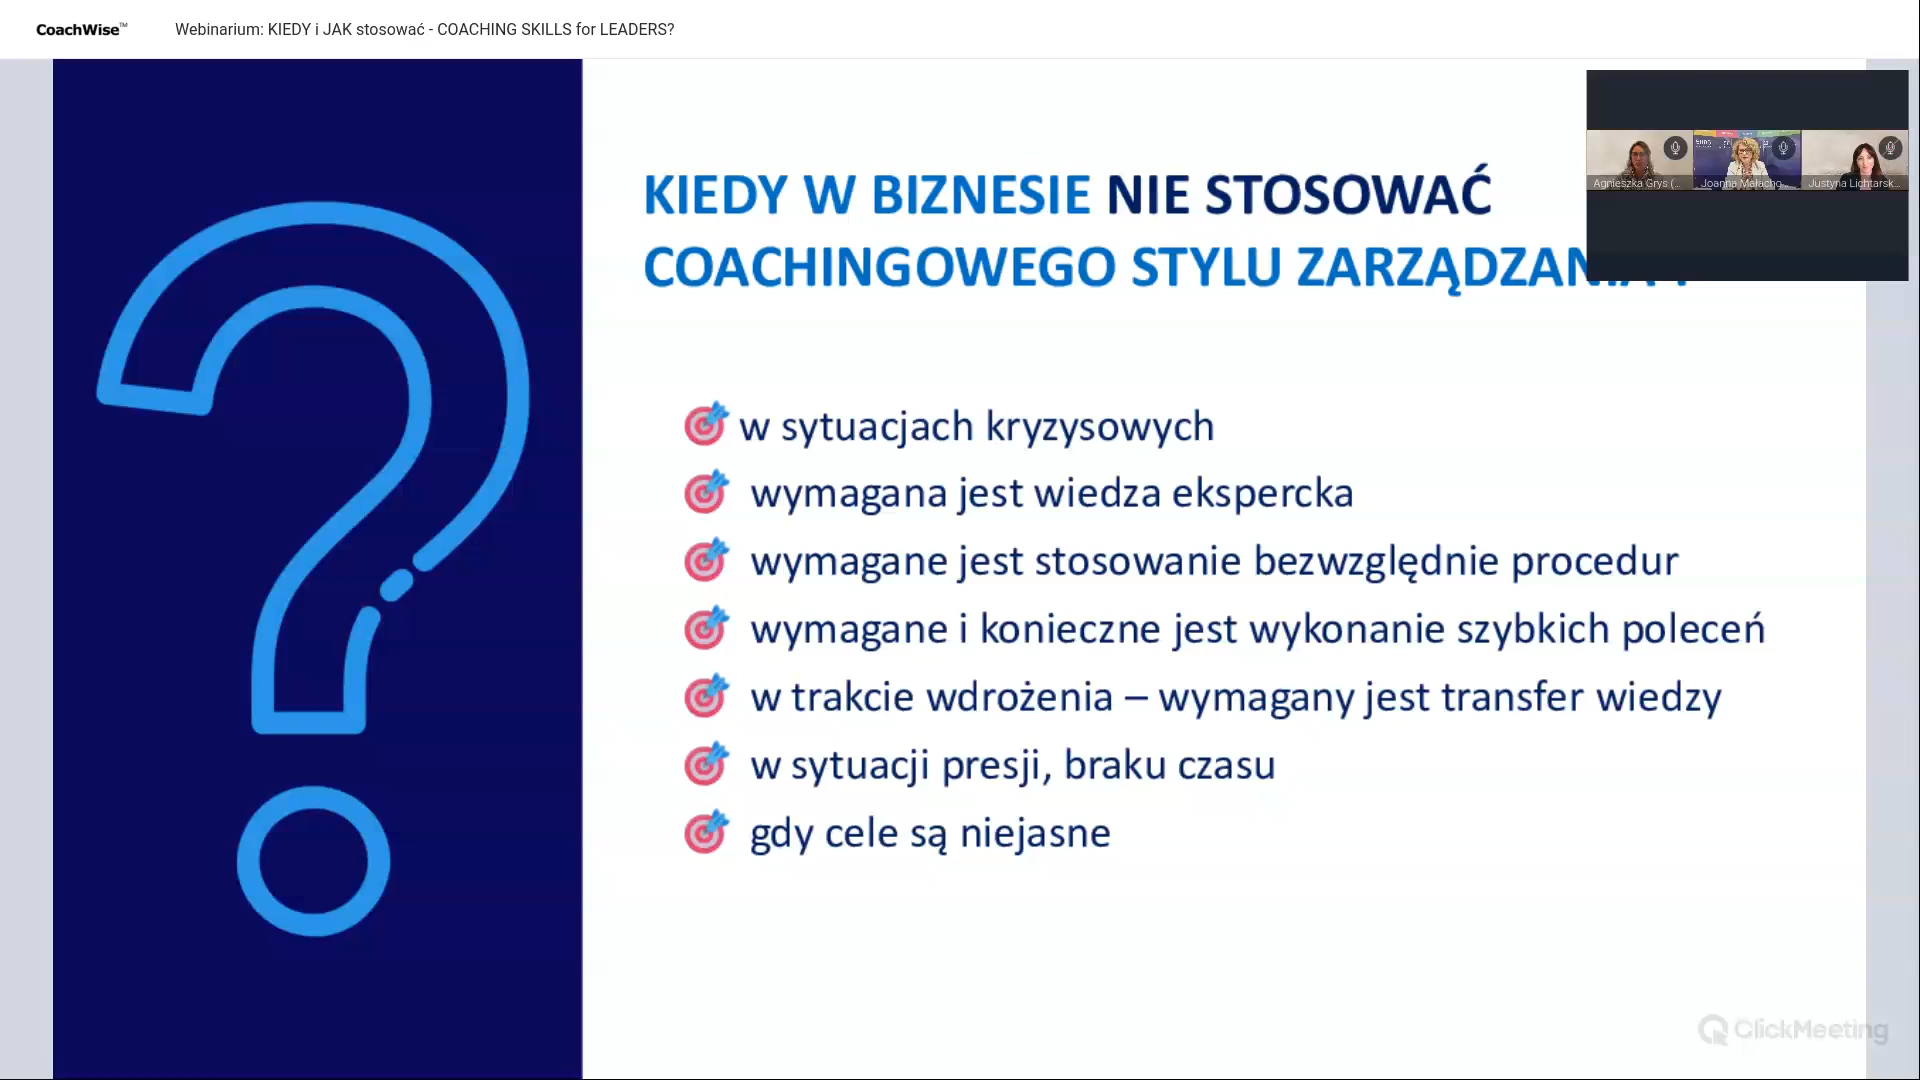 CoachWise™
Webinarium: KIEDY i JAK stosować - COACHING SKILLS for LEADERS?
Agnieszka Grys (...
Joanna Małachо...
Justyna Lichtarsk...
KIEDY W BIZNESIE NIE STOSOWAĆ
COACHINGOWEGO STYLU
w sytuacjach kryzysowych
wymagana jest wiedza ekspercka
wymagane jest stosowanie bezwzględnie procedur
wymagane i konieczne jest wykonanie szybkich poleceń
w trakcie wdrożenia – wymagany jest transfer wiedzy
w sytuacji presji, braku czasu
gdy cele są niejasne
ClickMeeting